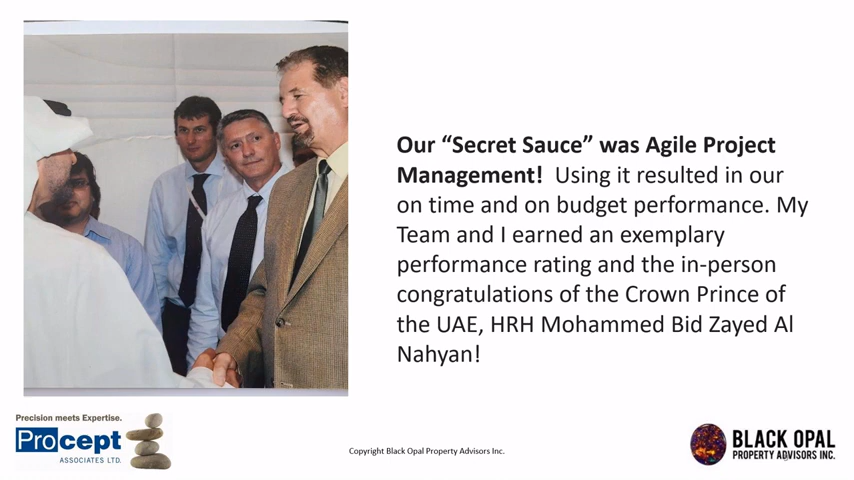 Our “Secret Sauce” was Agile Project
Management! Using it resulted in our
on time and on budget performance. My
Team and I earned an exemplary
performance rating and the in-person
congratulations of the Crown Prince of
the UAE, HRH Mohammed Bid Zayed Al
Nahyan!
Precision meets Expertise.
Procept
ASSOCIATES LTD.
Copyright Black Opal Property Advisors Inc.
BLACK OPAL
PROPERTY ADVISORS INC.